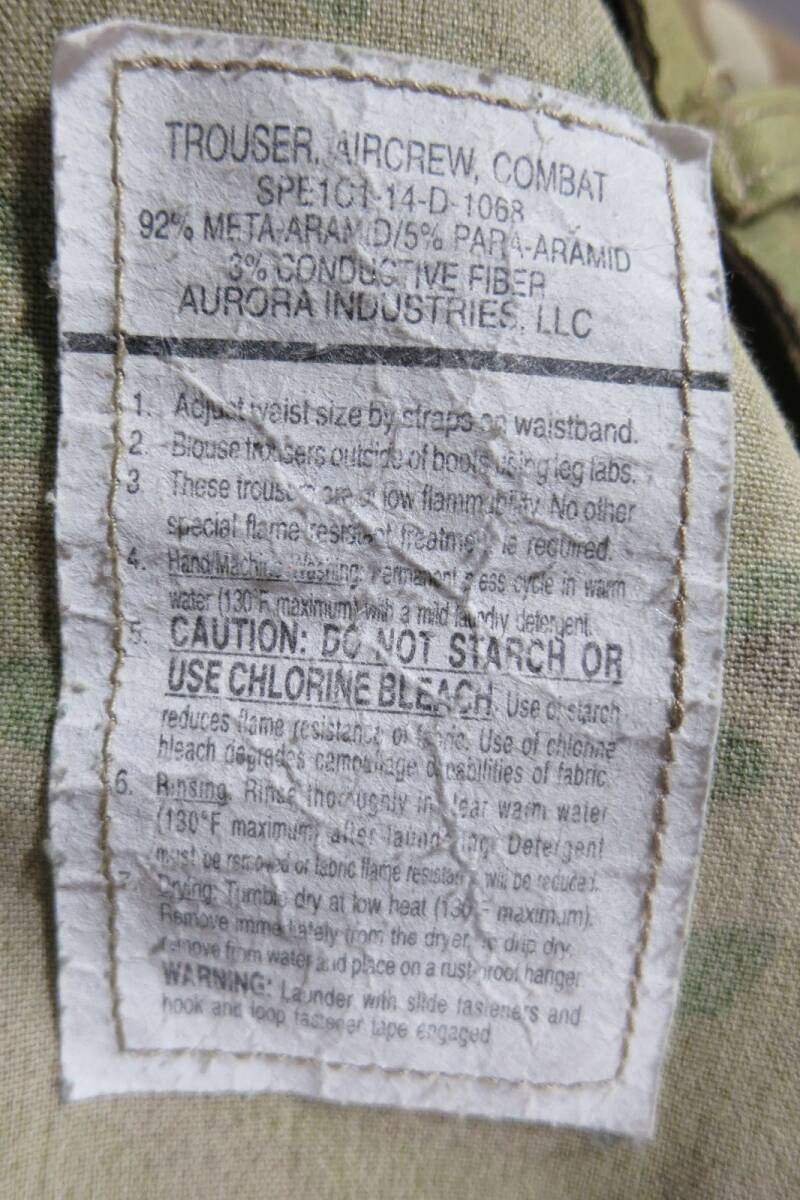 TROUSER, AIRCREW, COMBAT
SPE1C1-14-D-1068
92% META-ARAMID/5% PARA-ARAMID
3% CONDUCTIVE FIBER
AURORA INDUSTRIES, LLC
1. Adjust waist size by straps on waistband.
2. Blouse trousers outside of boots using leg tabs.
3. These trousers are of low flammability. No other
special flame resistant treatment is required.
4. Hand/Machine Washing: Permanent press cycle in warm
water (130°F maximum) with a mild laundry detergent.
5. CAUTION: DO NOT STARCH OR
USE CHLORINE BLEACH. Use of starch
reduces flame resistance of fabric. Use of chlorine
bleach degrades camouflage capabilities of fabric.
6. Rinsing: Rinse thoroughly in clear warm water
(130°F maximum) after laundering. Detergent
must be removed or fabric flame resistance will be reduced.
7. Drying: Tumble dry at low heat (130°F maximum).
Remove immediately from the dryer. To drip dry,
remove from water and place on a rust-proof hanger.
WARNING: Launder with slide fasteners and
hook and loop fastener tape engaged